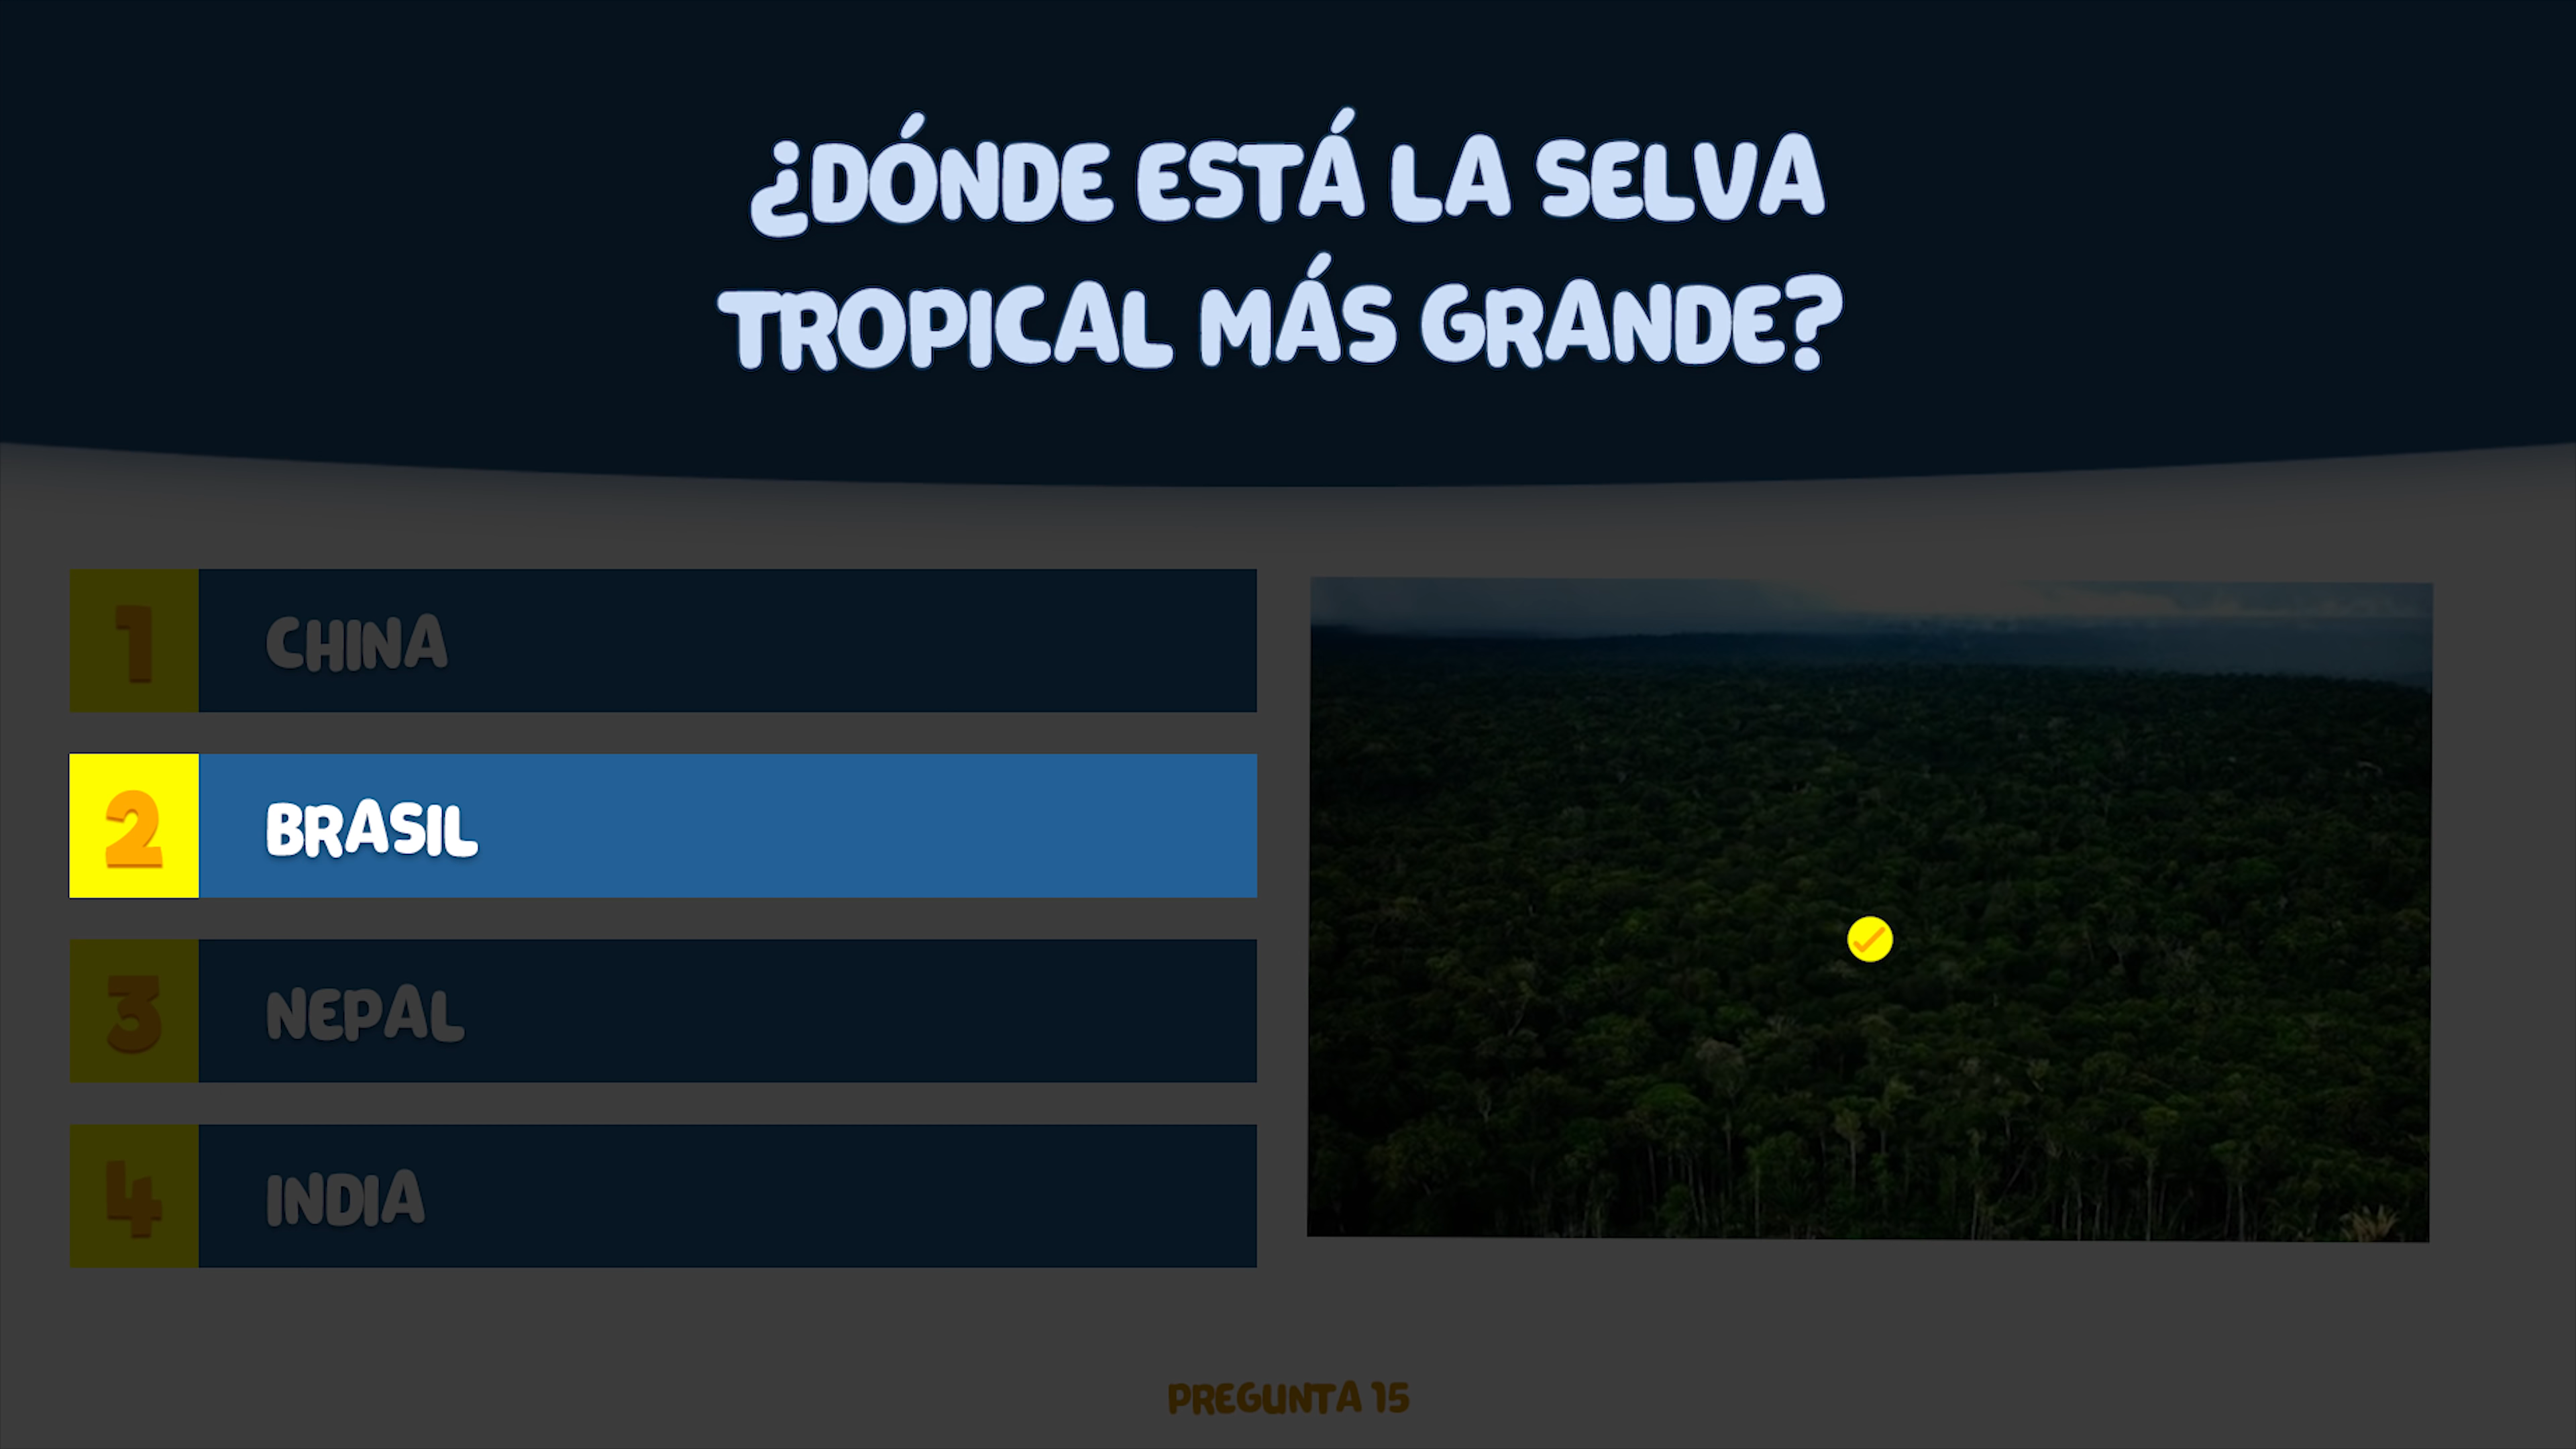 ¿DÓNDE ESTÁ LA SELVA
TROPICAL MÁS GRANDE?
1 CHINA
2 BRASIL
3 NEPAL
4 INDIA
PREGUNTA 15